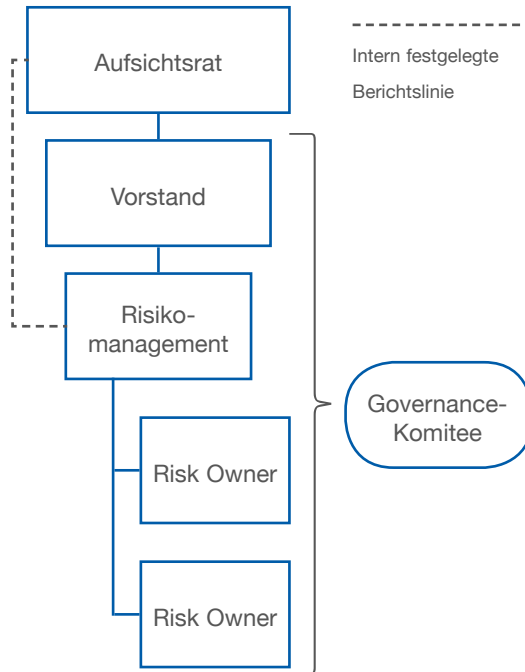 Aufsichtsrat
Intern festgelegte
Berichtslinie
Vorstand
Risiko-
management
Governance-
Komitee
Risk Owner
Risk Owner